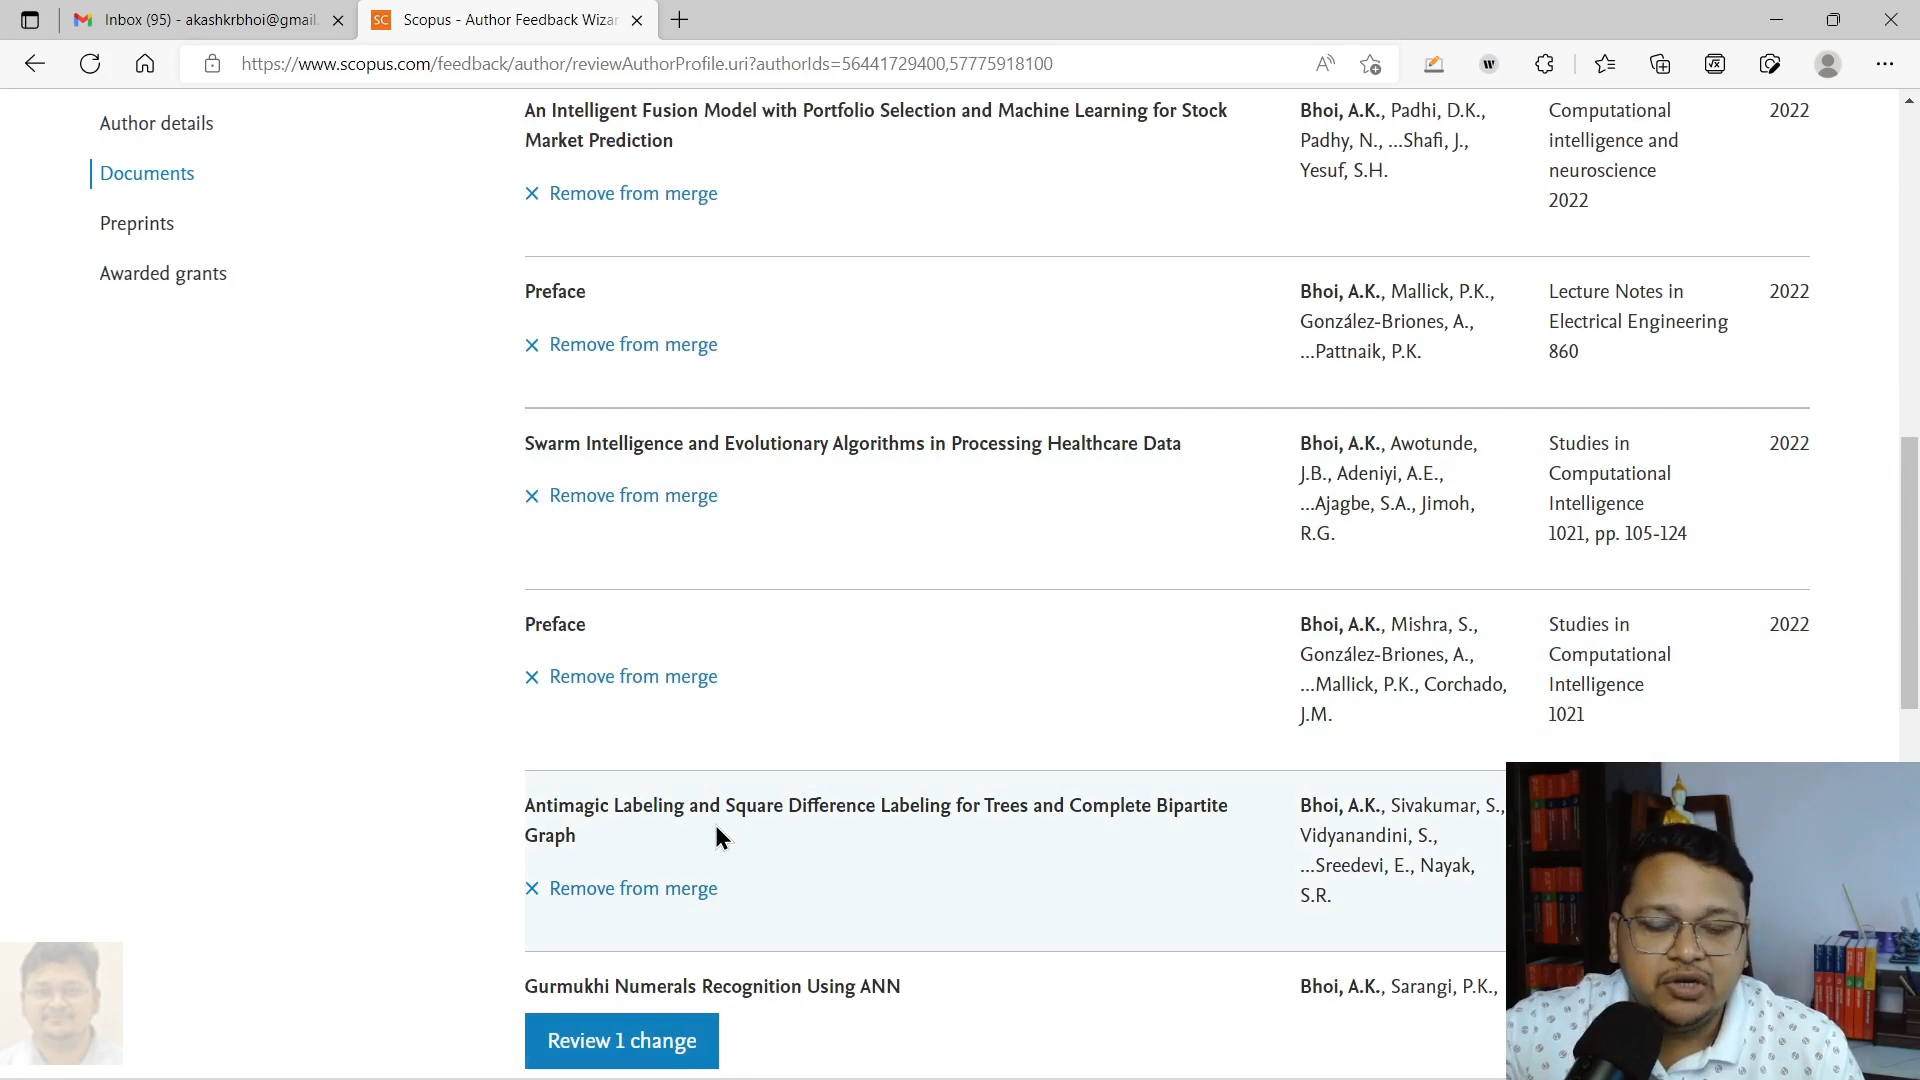 Inbox (95) - akashkrbhoi@gmail.
SC Scopus - Author Feedback Wizar
https://www.scopus.com/feedback/author/reviewAuthorProfile.uri?authorIds=56441729400,57775918100
Author details
Documents
Preprints
Awarded grants
An Intelligent Fusion Model with Portfolio Selection and Machine Learning for Stock
Market Prediction
Remove from merge
Bhoi, A.K., Padhi, D.K.,
Padhy, N., ...Shafi, J.,
Yesuf, S.H.
Computational
intelligence and
neuroscience
2022
2022
Preface
Remove from merge
Bhoi, A.K., Mallick, P.K.,
González-Briones, A.,
...Pattnaik, P.K.
Lecture Notes in
Electrical Engineering
860
2022
Swarm Intelligence and Evolutionary Algorithms in Processing Healthcare Data
Remove from merge
Bhoi, A.K., Awotunde,
J.B., Adeniyi, A.E.,
...Ajagbe, S.A., Jimoh,
R.G.
Studies in
Computational
Intelligence
1021, pp. 105-124
2022
Preface
Remove from merge
Bhoi, A.K., Mishra, S.,
González-Briones, A.,
...Mallick, P.K., Corchado,
J.M.
Studies in
Computational
Intelligence
1021
2022
Antimagic Labeling and Square Difference Labeling for Trees and Complete Bipartite
Graph
Remove from merge
Bhoi, A.K., Sivakumar, S.,
Vidyanandini, S.,
...Sreedevi, E., Nayak,
S.R.
Gurmukhi Numerals Recognition Using ANN
Bhoi, A.K., Sarangi, P.K.,
Review 1 change